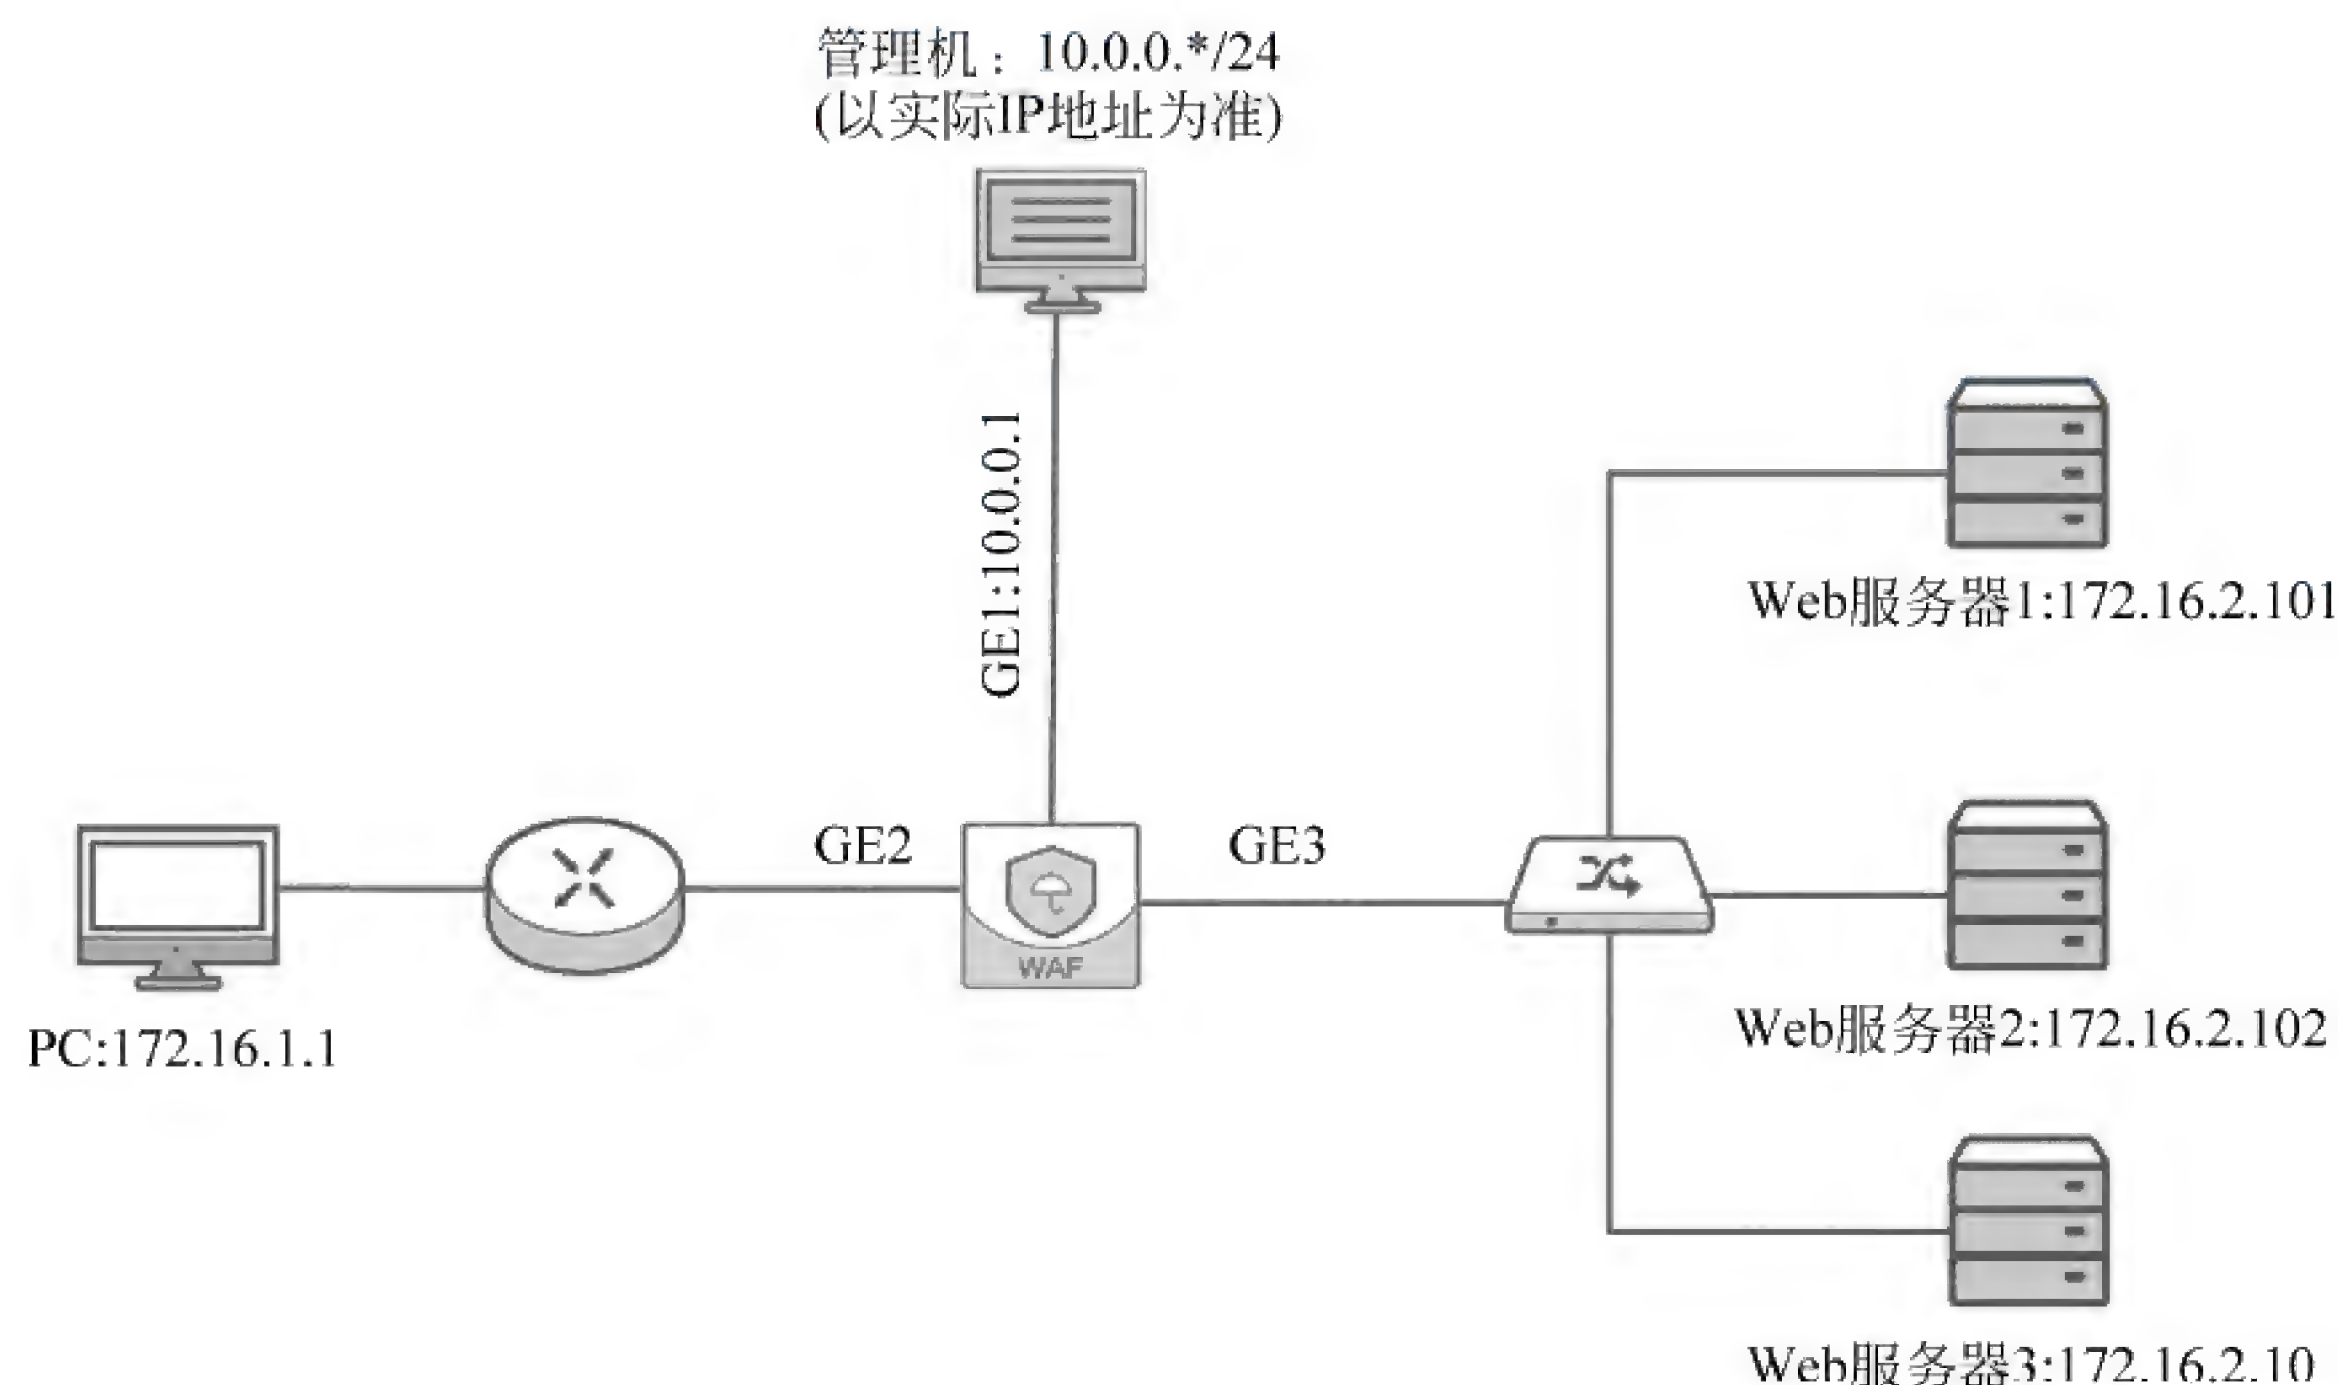 管理机：10.0.0.*/24
(以实际IP地址为准)
GE1:10.0.0.1
Web服务器1:172.16.2.101
GE2
GE3
WAF
PC:172.16.1.1
Web服务器2:172.16.2.102
Web服务器3:172.16.2.10